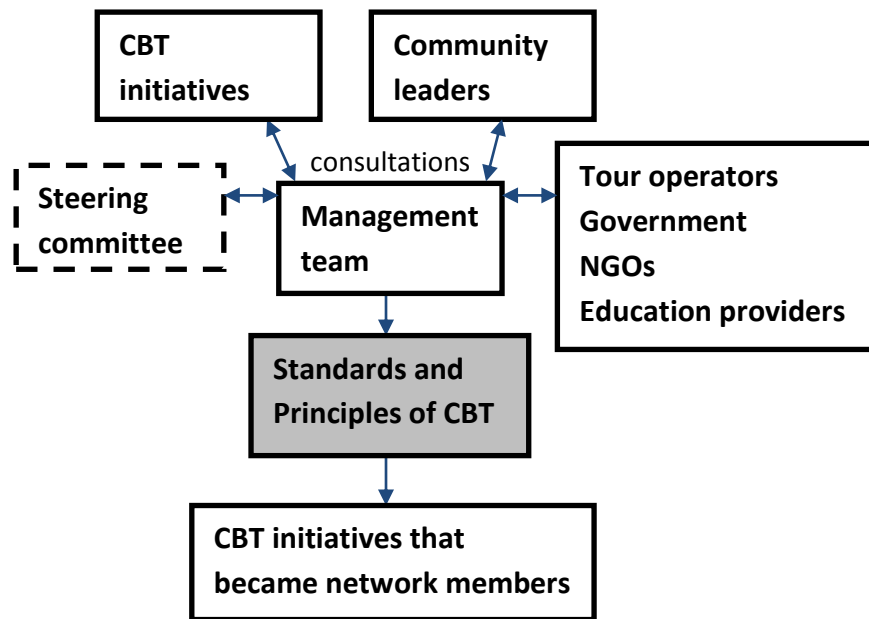 CBT
initiatives
Community
leaders
consultations
Steering
committee
Management
team
Tour operators
Government
NGOs
Education providers
Standards and
Principles of CBT
CBT initiatives that
became network members